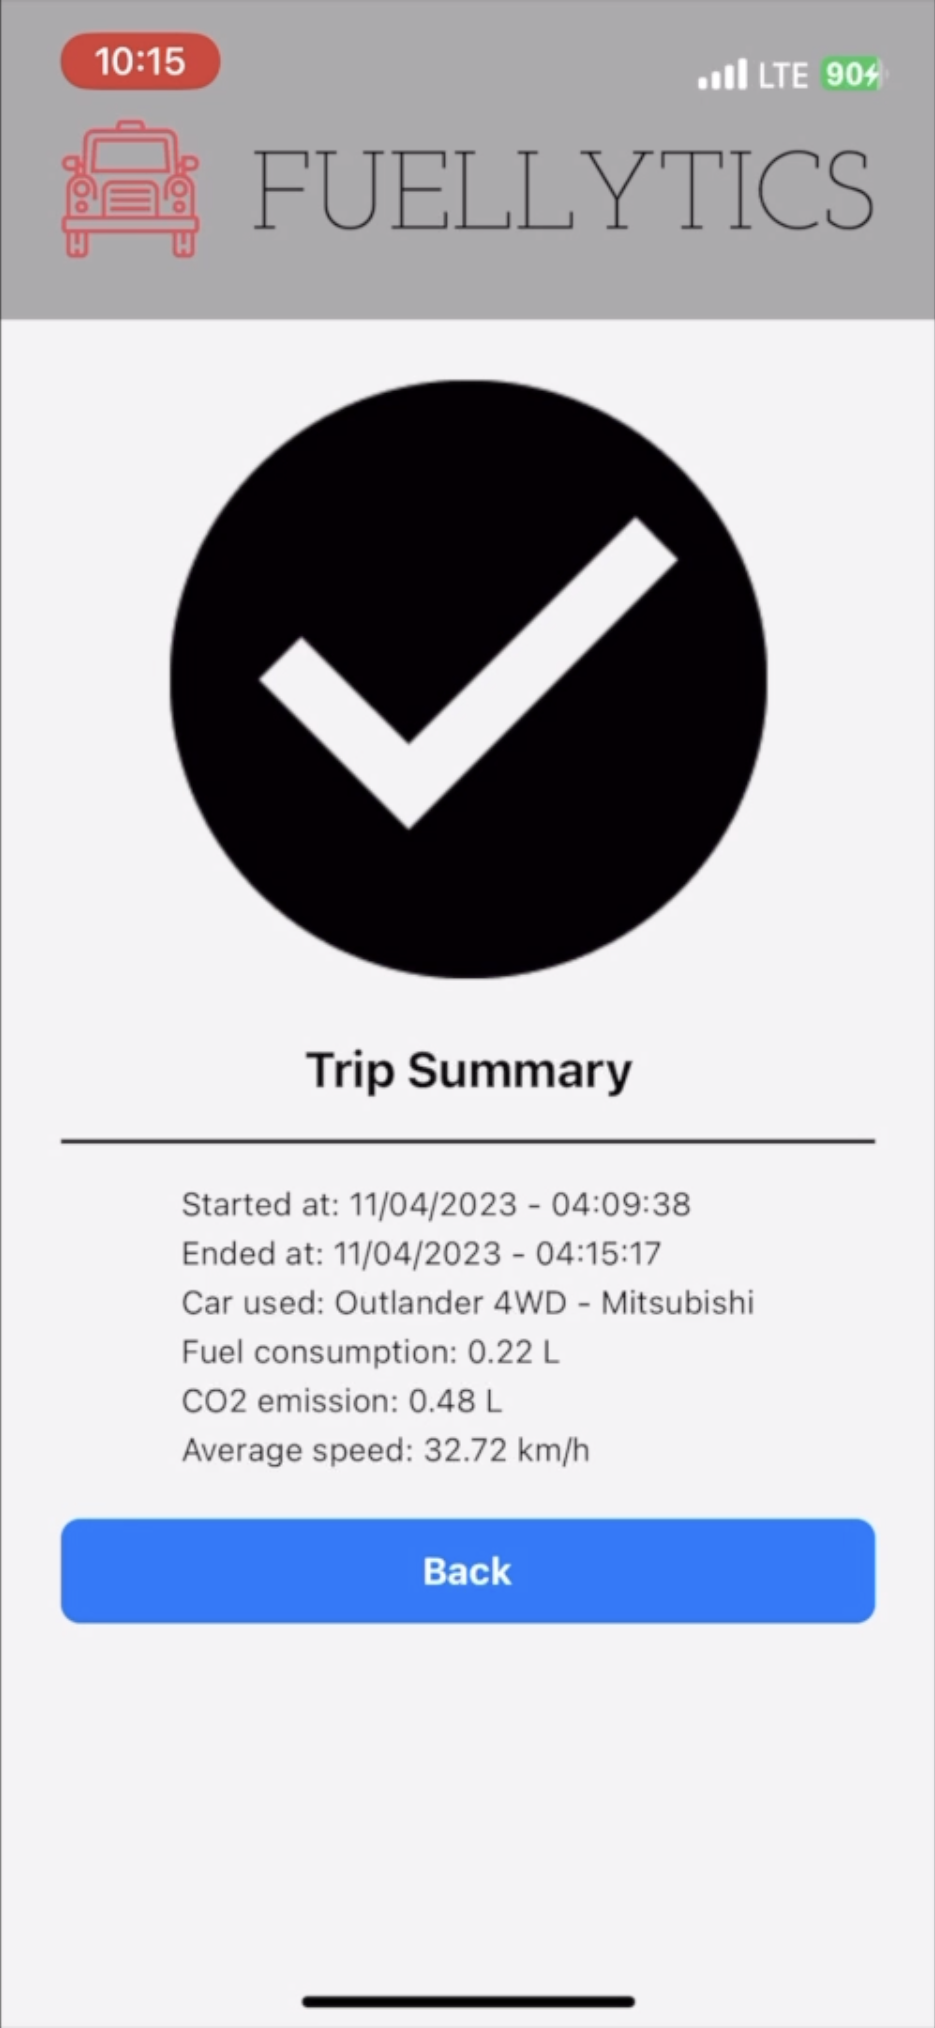 10:15
LTE 90
FUELLYTICS
Trip Summary
Started at: 11/04/2023 - 04:09:38
Ended at: 11/04/2023 - 04:15:17
Car used: Outlander 4WD - Mitsubishi
Fuel consumption: 0.22 L
CO2 emission: 0.48 L
Average speed: 32.72 km/h
Back